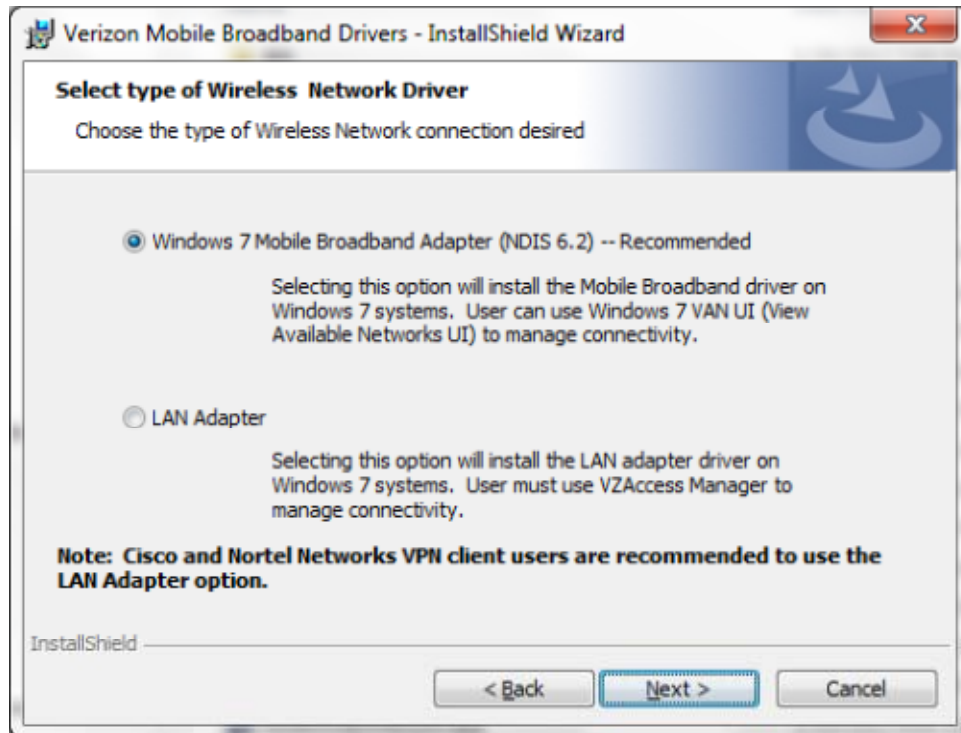 Verizon Mobile Broadband Drivers - InstallShield Wizard
Select type of Wireless  Network Driver
Choose the type of Wireless Network connection desired
Windows 7 Mobile Broadband Adapter (NDIS 6.2) -- Recommended
Selecting this option will install the Mobile Broadband driver on
Windows 7 systems.  User can use Windows 7 VAN UI (View
Available Networks UI) to manage connectivity.
LAN Adapter
Selecting this option will install the LAN adapter driver on
Windows 7 systems.  User must use VZAccess Manager to
manage connectivity.
Note:  Cisco and Nortel Networks VPN client users are recommended to use the
LAN Adapter option.
InstallShield
< Back
Next >
Cancel